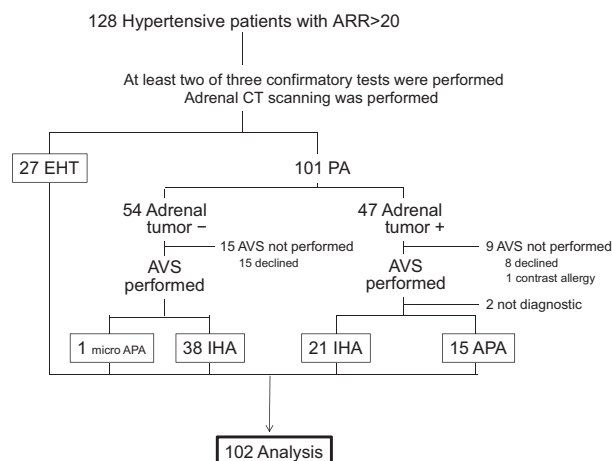 128 Hypertensive patients with ARR>20
At least two of three confirmatory tests were performed
Adrenal CT scanning was performed
27 EHT
101 PA
54 Adrenal
tumor −
47 Adrenal
tumor +
15 AVS not performed
15 declined
9 AVS not performed
8 declined
1 contrast allergy
AVS
performed
AVS
performed
2 not diagnostic
1 micro APA
38 IHA
21 IHA
15 APA
102 Analysis